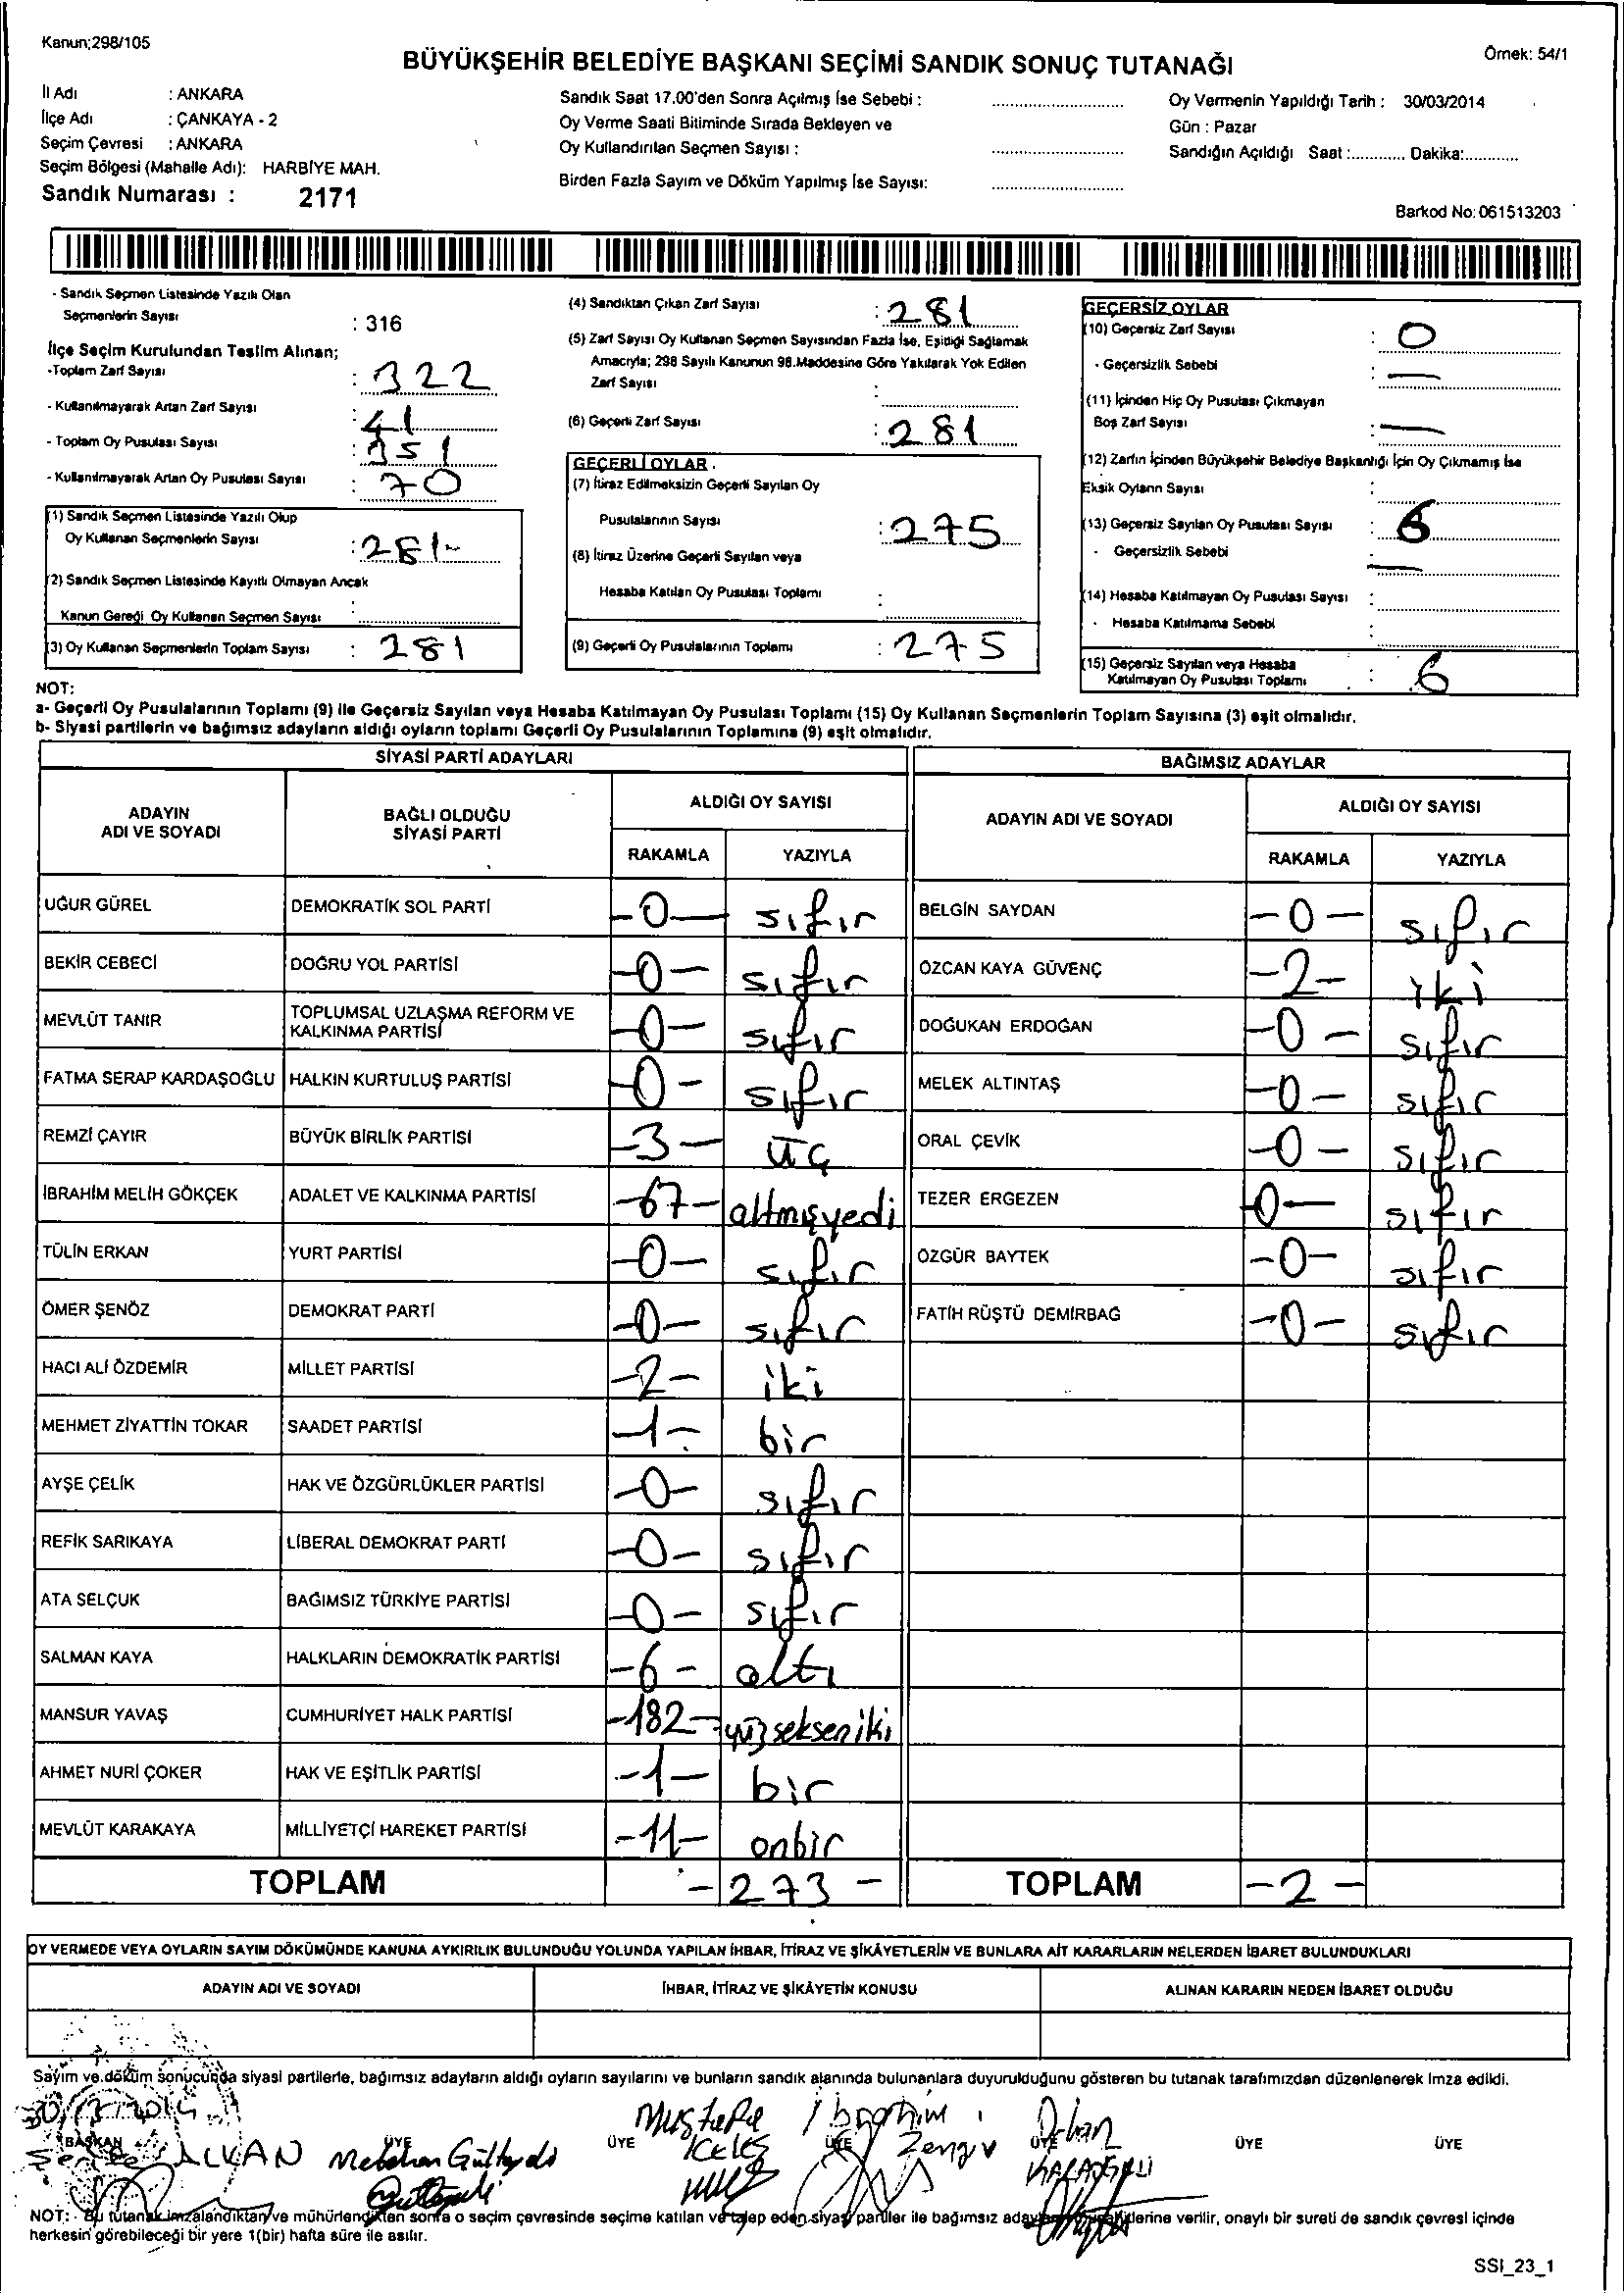 Kanun;298/105
Örnek: 54/1
BÜYÜKŞEHİR BELEDİYE BAŞKANI SEÇİMİ SANDIK SONUÇ TUTANAĞI
İl Adı : ANKARA
İlçe Adı : ÇANKAYA - 2
Seçim Çevresi : ANKARA
Seçim Bölgesi (Mahalle Adı): HARBİYE MAH.
Sandık Numarası : 2171
Sandık Saat 17.00'den Sonra Açılmış İse Sebebi : ..............................
Oy Verme Saati Bitiminde Sırada Bekleyen ve
Oy Kullandırılan Seçmen Sayısı : ..............................
Birden Fazla Sayım ve Döküm Yapılmış İse Sayısı: ..............................
Oy Vermenin Yapıldığı Tarih : 30/03/2014
Gün : Pazar
Sandığın Açıldığı Saat :............ Dakika:............
Barkod No: 061513203
- Sandık Seçmen Listesinde Yazılı Olan
Seçmenlerin Sayısı : 316
İlçe Seçim Kurulundan Teslim Alınan;
-Toplam Zarf Sayısı : 322
- Kullanılmayarak Artan Zarf Sayısı : 41
- Toplam Oy Pusulası Sayısı : 351
- Kullanılmayarak Artan Oy Pusulası Sayısı : 70
(1) Sandık Seçmen Listesinde Yazılı Olup
Oy Kullanan Seçmenlerin Sayısı : 281-
2) Sandık Seçmen Listesinde Kayıtlı Olmayan Ancak
Kanun Gereği Oy Kullanan Seçmen Sayısı :
(3) Oy Kullanan Seçmenlerin Toplam Sayısı : 281
(4) Sandıktan Çıkan Zarf Sayısı : 281
(5) Zarf Sayısı Oy Kullanan Seçmen Sayısından Fazla İse, Eşitliği Sağlamak
Amacıyla; 298 Sayılı Kanunun 98.Maddesine Göre Yakılarak Yok Edilen
Zarf Sayısı :
(6) Geçerli Zarf Sayısı : 281
GEÇERLİ OYLAR .
(7) İtiraz Edilmeksizin Geçerli Sayılan Oy
Pusulalarının Sayısı : 275
(8) İtiraz Üzerine Geçerli Sayılan veya
Hesaba Katılan Oy Pusulası Toplamı :
(9) Geçerli Oy Pusulalarının Toplamı : 275
GEÇERSİZ OYLAR
(10) Geçersiz Zarf Sayısı : 0
- Geçersizlik Sebebi : —
(11) İçinden Hiç Oy Pusulası Çıkmayan
Boş Zarf Sayısı : —
(12) Zarfın İçinden Büyükşehir Belediye Başkanlığı İçin Oy Çıkmamış İse
Eksik Oyların Sayısı :
(13) Geçersiz Sayılan Oy Pusulası Sayısı : 6
- Geçersizlik Sebebi : —
(14) Hesaba Katılmayan Oy Pusulası Sayısı :
- Hesaba Katılmama Sebebi :
(15) Geçersiz Sayılan veya Hesaba
Katılmayan Oy Pusulası Toplamı : 6
NOT:
a- Geçerli Oy Pusulalarının Toplamı (9) ile Geçersiz Sayılan veya Hesaba Katılmayan Oy Pusulası Toplamı (15) Oy Kullanan Seçmenlerin Toplam Sayısına (3) eşit olmalıdır.
b- Siyasi partilerin ve bağımsız adayların aldığı oyların toplamı Geçerli Oy Pusulalarının Toplamına (9) eşit olmalıdır.
SİYASİ PARTİ ADAYLARI
BAĞIMSIZ ADAYLAR
ADAYIN ADI VE SOYADI
BAĞLI OLDUĞU SİYASİ PARTİ
ALDIĞI OY SAYISI
RAKAMLA YAZIYLA
ADAYIN ADI VE SOYADI
ALDIĞI OY SAYISI
RAKAMLA YAZIYLA
UĞUR GÜREL DEMOKRATİK SOL PARTİ -0- sıfır BELGİN SAYDAN -0- sıfır
BEKİR CEBECİ DOĞRU YOL PARTİSİ -0- sıfır ÖZCAN KAYA GÜVENÇ -2- iki
MEVLÜT TANIR TOPLUMSAL UZLAŞMA REFORM VE KALKINMA PARTİSİ -0- sıfır DOĞUKAN ERDOĞAN -0- sıfır
FATMA SERAP KARDAŞOĞLU HALKIN KURTULUŞ PARTİSİ -0- sıfır MELEK ALTINTAŞ -0- sıfır
REMZİ ÇAYIR BÜYÜK BİRLİK PARTİSİ -3- üç ORAL ÇEVİK -0- sıfır
İBRAHİM MELİH GÖKÇEK ADALET VE KALKINMA PARTİSİ -67- altmışyedi TEZER ERGEZEN -0- sıfır
TÜLİN ERKAN YURT PARTİSİ -0- sıfır ÖZGÜR BAYTEK -0- sıfır
ÖMER ŞENÖZ DEMOKRAT PARTİ -0- sıfır FATİH RÜŞTÜ DEMİRBAĞ -0- sıfır
HACI ALİ ÖZDEMİR MİLLET PARTİSİ -2- iki
MEHMET ZİYATTİN TOKAR SAADET PARTİSİ -1- bir
AYŞE ÇELİK HAK VE ÖZGÜRLÜKLER PARTİSİ -0- sıfır
REFİK SARIKAYA LİBERAL DEMOKRAT PARTİ -0- sıfır
ATA SELÇUK BAĞIMSIZ TÜRKİYE PARTİSİ -0- sıfır
SALMAN KAYA HALKLARIN DEMOKRATİK PARTİSİ -6- altı
MANSUR YAVAŞ CUMHURİYET HALK PARTİSİ -182- yüzsekseniki
AHMET NURİ ÇOKER HAK VE EŞİTLİK PARTİSİ -1- bir
MEVLÜT KARAKAYA MİLLİYETÇİ HAREKET PARTİSİ -11- onbir
TOPLAM -273- TOPLAM -2-
OY VERMEDE VEYA OYLARIN SAYIM DÖKÜMÜNDE KANUNA AYKIRILIK BULUNDUĞU YOLUNDA YAPILAN İHBAR, İTİRAZ VE ŞİKÂYETLERİN VE BUNLARA AİT KARARLARIN NELERDEN İBARET BULUNDUKLARI
ADAYIN ADI VE SOYADI İHBAR, İTİRAZ VE ŞİKÂYETİN KONUSU ALINAN KARARIN NEDEN İBARET OLDUĞU
Sayım ve döküm sonucunda siyasi partilerle, bağımsız adayların aldığı oyların sayılarını ve bunların sandık alanında bulunanlara duyurulduğunu gösteren bu tutanak tarafımızdan düzenlenerek imza edildi.
30/3/2014
Mustafa İbrahim Orhan
BAŞKAN ÜYE ÜYE ÜYE ÜYE ÜYE ÜYE
KELEŞ Zengin
NOT: - Bu tutanak imzalandıktan ve mühürlendikten sonra o seçim çevresinde seçime katılan ve talep eden siyasi partiler ile bağımsız adayların verilir, onaylı bir sureti de sandık çevresi içinde
herkesin görebileceği bir yere 1(bir) hafta süre ile asılır.
SSI_23_1